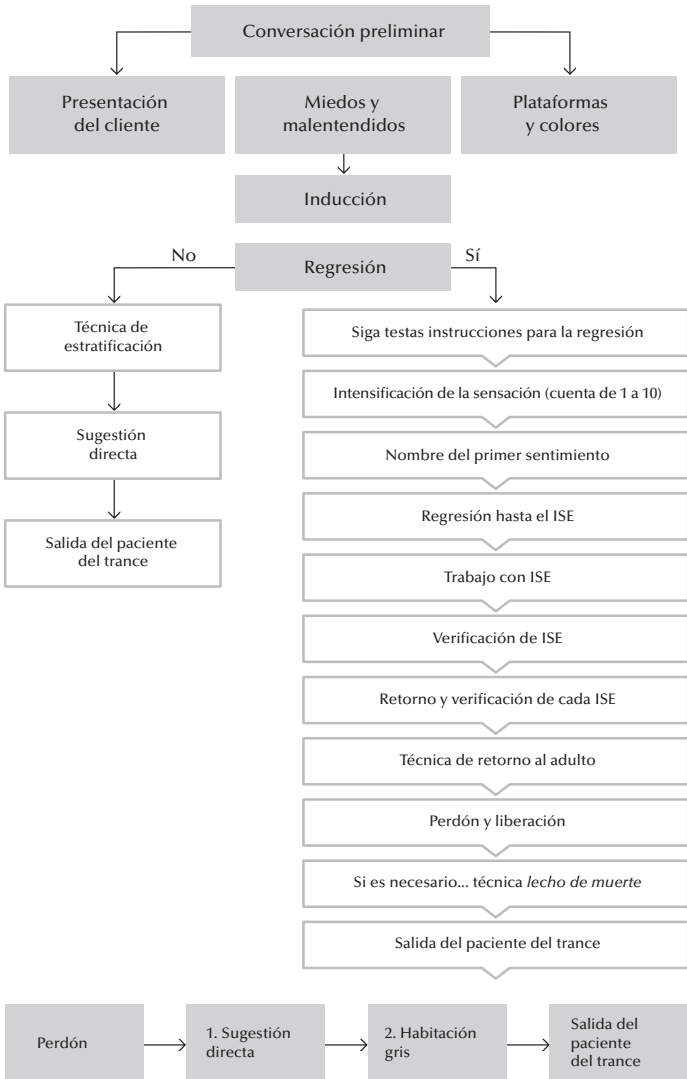 Conversación preliminar
Presentación
del cliente
Miedos y
malentendidos
Plataformas
y colores
Inducción
No
Regresión
Sí
Técnica de
estratificación
Sugestión
directa
Salida del paciente
del trance
Siga testas instrucciones para la regresión
Intensificación de la sensación (cuenta de 1 a 10)
Nombre del primer sentimiento
Regresión hasta el ISE
Trabajo con ISE
Verificación de ISE
Retorno y verificación de cada ISE
Técnica de retorno al adulto
Perdón y liberación
Si es necesario... técnica lecho de muerte
Salida del paciente del trance
Perdón
1. Sugestión
directa
2. Habitación
gris
Salida del
paciente
del trance